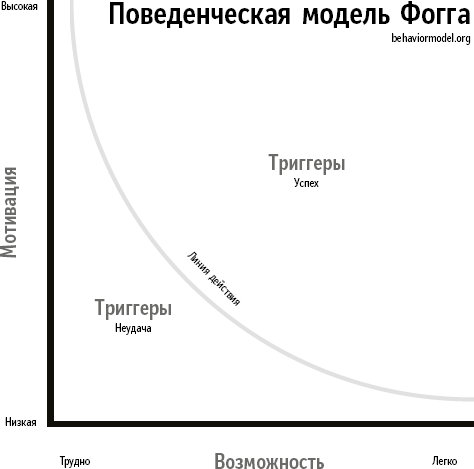 Высокая
Поведенческая модель Фогга
behaviormodel.org
Мотивация
Триггеры
Успех
Линия действия
Триггеры
Неудача
Низкая
Трудно
Возможность
Легко